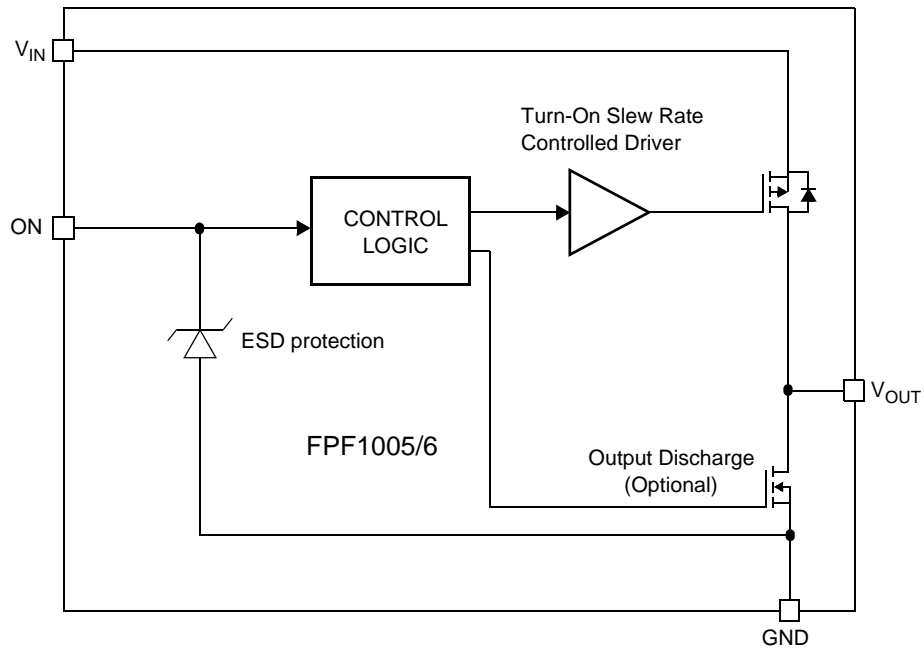 V_IN
Turn-On Slew Rate
Controlled Driver
ON
CONTROL
LOGIC
ESD protection
V_OUT
FPF1005/6
Output Discharge
(Optional)
GND